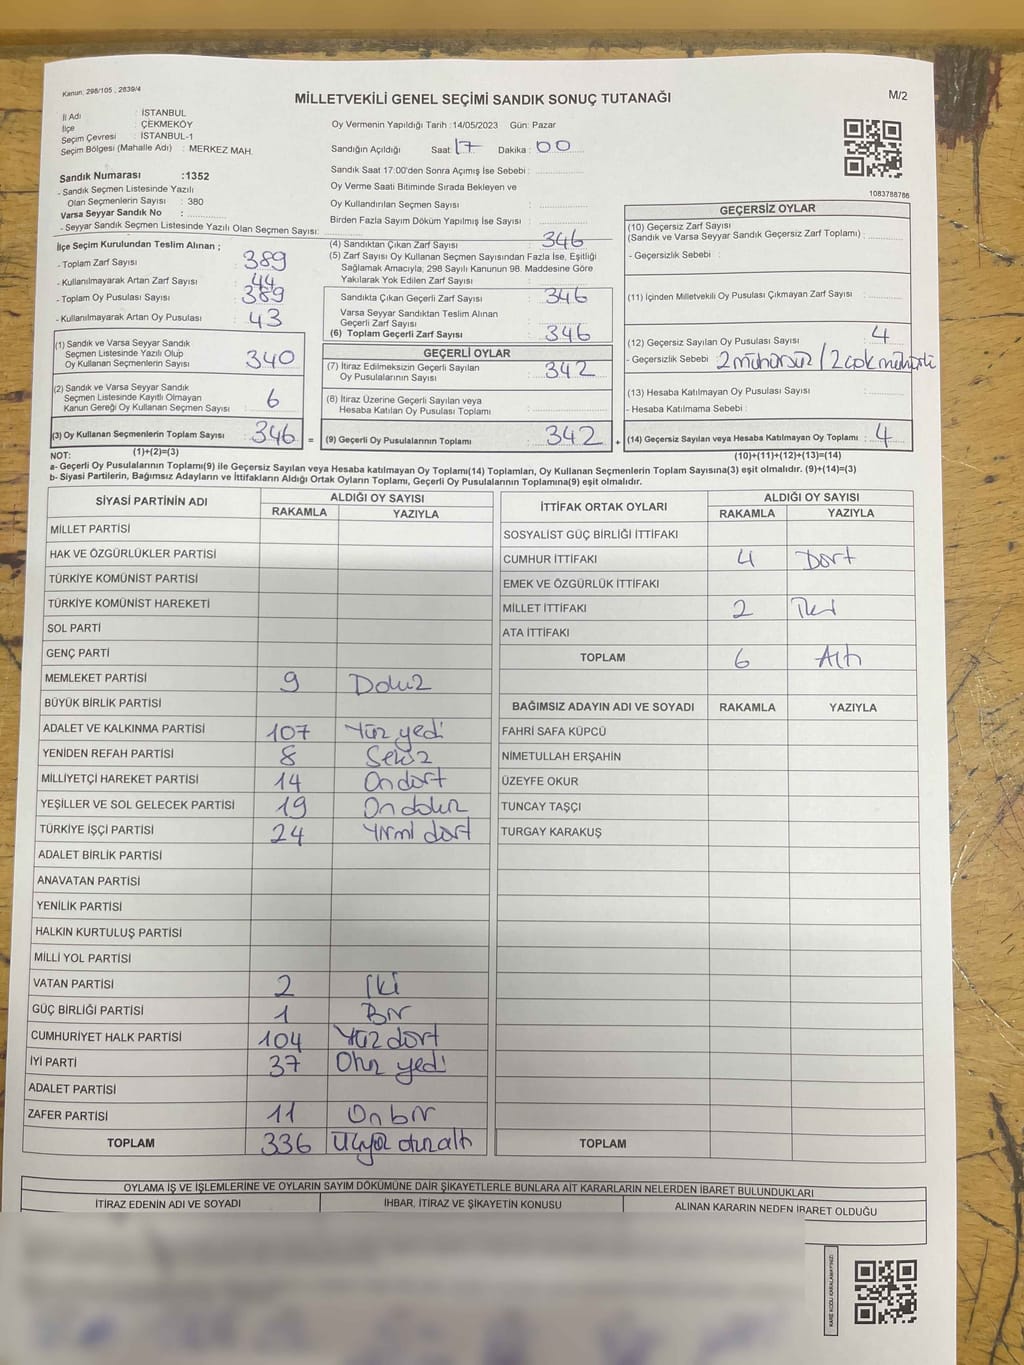 Kanun, 298/105 , 2839/4
MİLLETVEKİLİ GENEL SEÇİMİ SANDIK SONUÇ TUTANAĞI
M/2
İl Adı : İSTANBUL
İlçe : ÇEKMEKÖY
Seçim Çevresi : İSTANBUL-1
Seçim Bölgesi (Mahalle Adı) : MERKEZ MAH.
Sandık Numarası :1352
- Sandık Seçmen Listesinde Yazılı
Olan Seçmenlerin Sayısı : 380
Varsa Seyyar Sandık No :
- Seyyar Sandık Seçmen Listesinde Yazılı Olan Seçmen Sayısı:
Oy Vermenin Yapıldığı Tarih :14/05/2023 Gün: Pazar
Sandığın Açıldığı Saat: 17 Dakika : 00
Sandık Saat 17:00'den Sonra Açımış İse Sebebi :
Oy Verme Saati Bitiminde Sırada Bekleyen ve
Oy Kullandırılan Seçmen Sayısı :
Birden Fazla Sayım Döküm Yapılmış İse Sayısı :
1083788786
İlçe Seçim Kurulundan Teslim Alınan ;
- Toplam Zarf Sayısı : 389
- Kullanılmayarak Artan Zarf Sayısı : 44
- Toplam Oy Pusulası Sayısı : 389
- Kullanılmayarak Artan Oy Pusulası : 43
(1) Sandık ve Varsa Seyyar Sandık
Seçmen Listesinde Yazılı Olup
Oy Kullanan Seçmenlerin Sayısı : 340
(2) Sandık ve Varsa Seyyar Sandık
Seçmen Listesinde Kayıtlı Olmayan
Kanun Gereği Oy Kullanan Seçmen Sayısı : 6
(3) Oy Kullanan Seçmenlerin Toplam Sayısı : 346 =
(1)+(2)=(3)
(4) Sandıktan Çıkan Zarf Sayısı : 346
(5) Zarf Sayısı Oy Kullanan Seçmen Sayısından Fazla İse, Eşitliği
Sağlamak Amacıyla, 298 Sayılı Kanunun 98. Maddesine Göre
Yakılarak Yok Edilen Zarf Sayısı :
Sandıkta Çıkan Geçerli Zarf Sayısı : 346
Varsa Seyyar Sandıktan Teslim Alınan
Geçerli Zarf Sayısı :
(6) Toplam Geçerli Zarf Sayısı : 346
GEÇERLİ OYLAR
(7) İtiraz Edilmeksizin Geçerli Sayılan
Oy Pusulalarının Sayısı : 342
(8) İtiraz Üzerine Geçerli Sayılan veya
Hesaba Katılan Oy Pusulası Toplamı :
(9) Geçerli Oy Pusulalarının Toplamı : 342 +
GEÇERSİZ OYLAR
(10) Geçersiz Zarf Sayısı
(Sandık ve Varsa Seyyar Sandık Geçersiz Zarf Toplamı) :
- Geçersizlik Sebebi :
(11) İçinden Milletvekili Oy Pusulası Çıkmayan Zarf Sayısı :
(12) Geçersiz Sayılan Oy Pusulası Sayısı : 4
- Geçersizlik Sebebi : 2 mühürsüz / 2 çok mühürlü
(13) Hesaba Katılmayan Oy Pusulası Sayısı :
- Hesaba Katılmama Sebebi :
(14) Geçersiz Sayılan veya Hesaba Katılmayan Oy Toplamı : 4
(10)+(11)+(12)+(13)=(14)
NOT:
a- Geçerli Oy Pusulalarının Toplamı(9) ile Geçersiz Sayılan veya Hesaba katılmayan Oy Toplamı(14) Toplamları, Oy Kullanan Seçmenlerin Toplam Sayısına(3) eşit olmalıdır. (9)+(14)=(3)
b- Siyasi Partilerin, Bağımsız Adayların ve İttifakların Aldığı Ortak Oyların Toplamı, Geçerli Oy Pusulalarının Toplamına(9) eşit olmalıdır.
SİYASİ PARTİNİN ADI ALDIĞI OY SAYISI
RAKAMLA YAZIYLA
MİLLET PARTİSİ
HAK VE ÖZGÜRLÜKLER PARTİSİ
TÜRKİYE KOMÜNİST PARTİSİ
TÜRKİYE KOMÜNİST HAREKETİ
SOL PARTİ
GENÇ PARTİ
MEMLEKET PARTİSİ 9 Dokuz
BÜYÜK BİRLİK PARTİSİ
ADALET VE KALKINMA PARTİSİ 107 Yüz yedi
YENİDEN REFAH PARTİSİ 8 Sekiz
MİLLİYETÇİ HAREKET PARTİSİ 14 On dört
YEŞİLLER VE SOL GELECEK PARTİSİ 19 On dokuz
TÜRKİYE İŞÇİ PARTİSİ 24 Yirmi dört
ADALET BİRLİK PARTİSİ
ANAVATAN PARTİSİ
YENİLİK PARTİSİ
HALKIN KURTULUŞ PARTİSİ
MİLLİ YOL PARTİSİ
VATAN PARTİSİ 2 İki
GÜÇ BİRLİĞİ PARTİSİ 1 Bir
CUMHURİYET HALK PARTİSİ 104 Yüz dört
İYİ PARTİ 37 Otuz yedi
ADALET PARTİSİ
ZAFER PARTİSİ 11 On bir
TOPLAM 336 Üçyüz otuz altı
İTTİFAK ORTAK OYLARI ALDIĞI OY SAYISI
RAKAMLA YAZIYLA
SOSYALİST GÜÇ BİRLİĞİ İTTİFAKI
CUMHUR İTTİFAKI 4 Dört
EMEK VE ÖZGÜRLÜK İTTİFAKI
MİLLET İTTİFAKI 2 İki
ATA İTTİFAKI
TOPLAM 6 Altı
BAĞIMSIZ ADAYIN ADI VE SOYADI RAKAMLA YAZIYLA
FAHRİ SAFA KÜPCÜ
NİMETULLAH ERŞAHİN
ÜZEYFE OKUR
TUNCAY TAŞÇI
TURGAY KARAKUŞ
TOPLAM
OYLAMA İŞ VE İŞLEMLERİNE VE OYLARIN SAYIM DÖKÜMÜNE DAİR ŞİKAYETLERLE BUNLARA AİT KARARLARIN NELERDEN İBARET BULUNDUKLARI
İTİRAZ EDENİN ADI VE SOYADI İHBAR, İTİRAZ VE ŞİKAYETİN KONUSU ALINAN KARARIN NEDEN İBARET OLDUĞU
KARE KODU KARALAMAYINIZ!